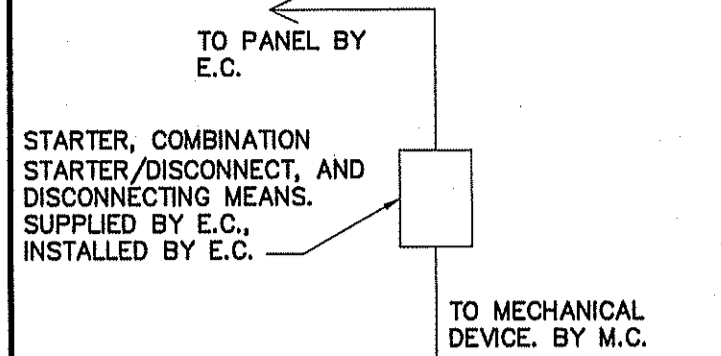 TO PANEL BY
E.C.
STARTER, COMBINATION
STARTER/DISCONNECT, AND
DISCONNECTING MEANS.
SUPPLIED BY E.C.,
INSTALLED BY E.C.
TO MECHANICAL
DEVICE. BY M.C.